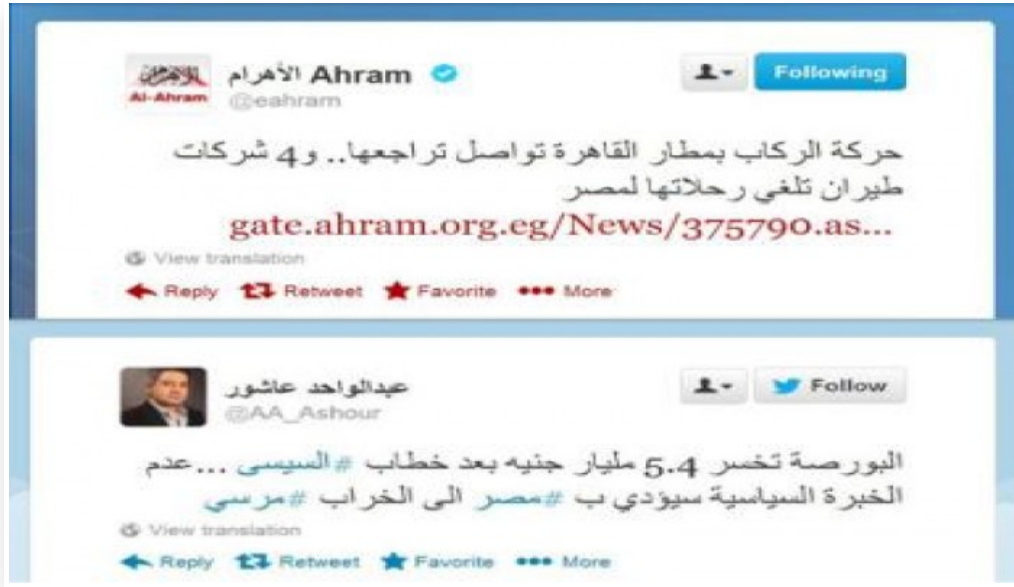 الأهرام Ahram
Al-Ahram
@eahram
Following
حركة الركاب بمطار القاهرة تواصل تراجعها.. و4 شركات
طيران تلغي رحلاتها لمصر
gate.ahram.org.eg/News/375790.as...
View translation
Reply Retweet Favorite More
عبدالواحد عاشور
@AA_Ashour
Follow
البورصة تخسر 5.4 مليار جنيه بعد خطاب #السيسى ...عدم
الخبرة السياسية سيؤدي ب #مصر الى الخراب #مرسي
View translation
Reply Retweet Favorite More